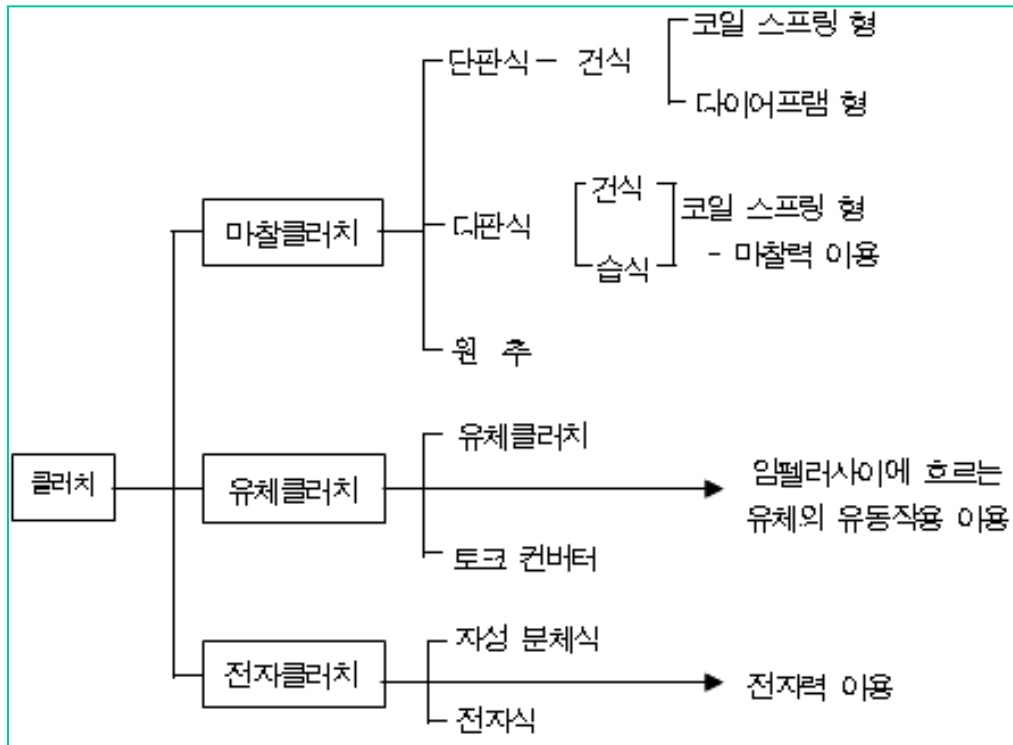 코일 스프링 형
단판식 - 건식
다이어프램 형
건식
코일 스프링 형
마찰클러치
다판식
- 마찰력 이용
습식
원 추
유체클러치
클러치
유체클러치
임펠러사이에 흐르는
유체의 유동작용 이용
토크 컨버터
자성 분체식
전자클러치
전자력 이용
전자식